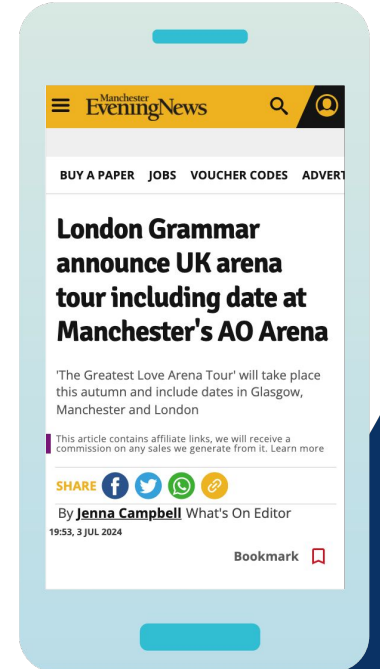 Manchester
Evening News
BUY A PAPER JOBS VOUCHER CODES ADVERT
London Grammar
announce UK arena
tour including date at
Manchester's AO Arena
'The Greatest Love Arena Tour' will take place
this autumn and include dates in Glasgow,
Manchester and London
This article contains affiliate links, we will receive a
commission on any sales we generate from it. Learn more
SHARE
By Jenna Campbell What's On Editor
19:53, 3 JUL 2024
Bookmark